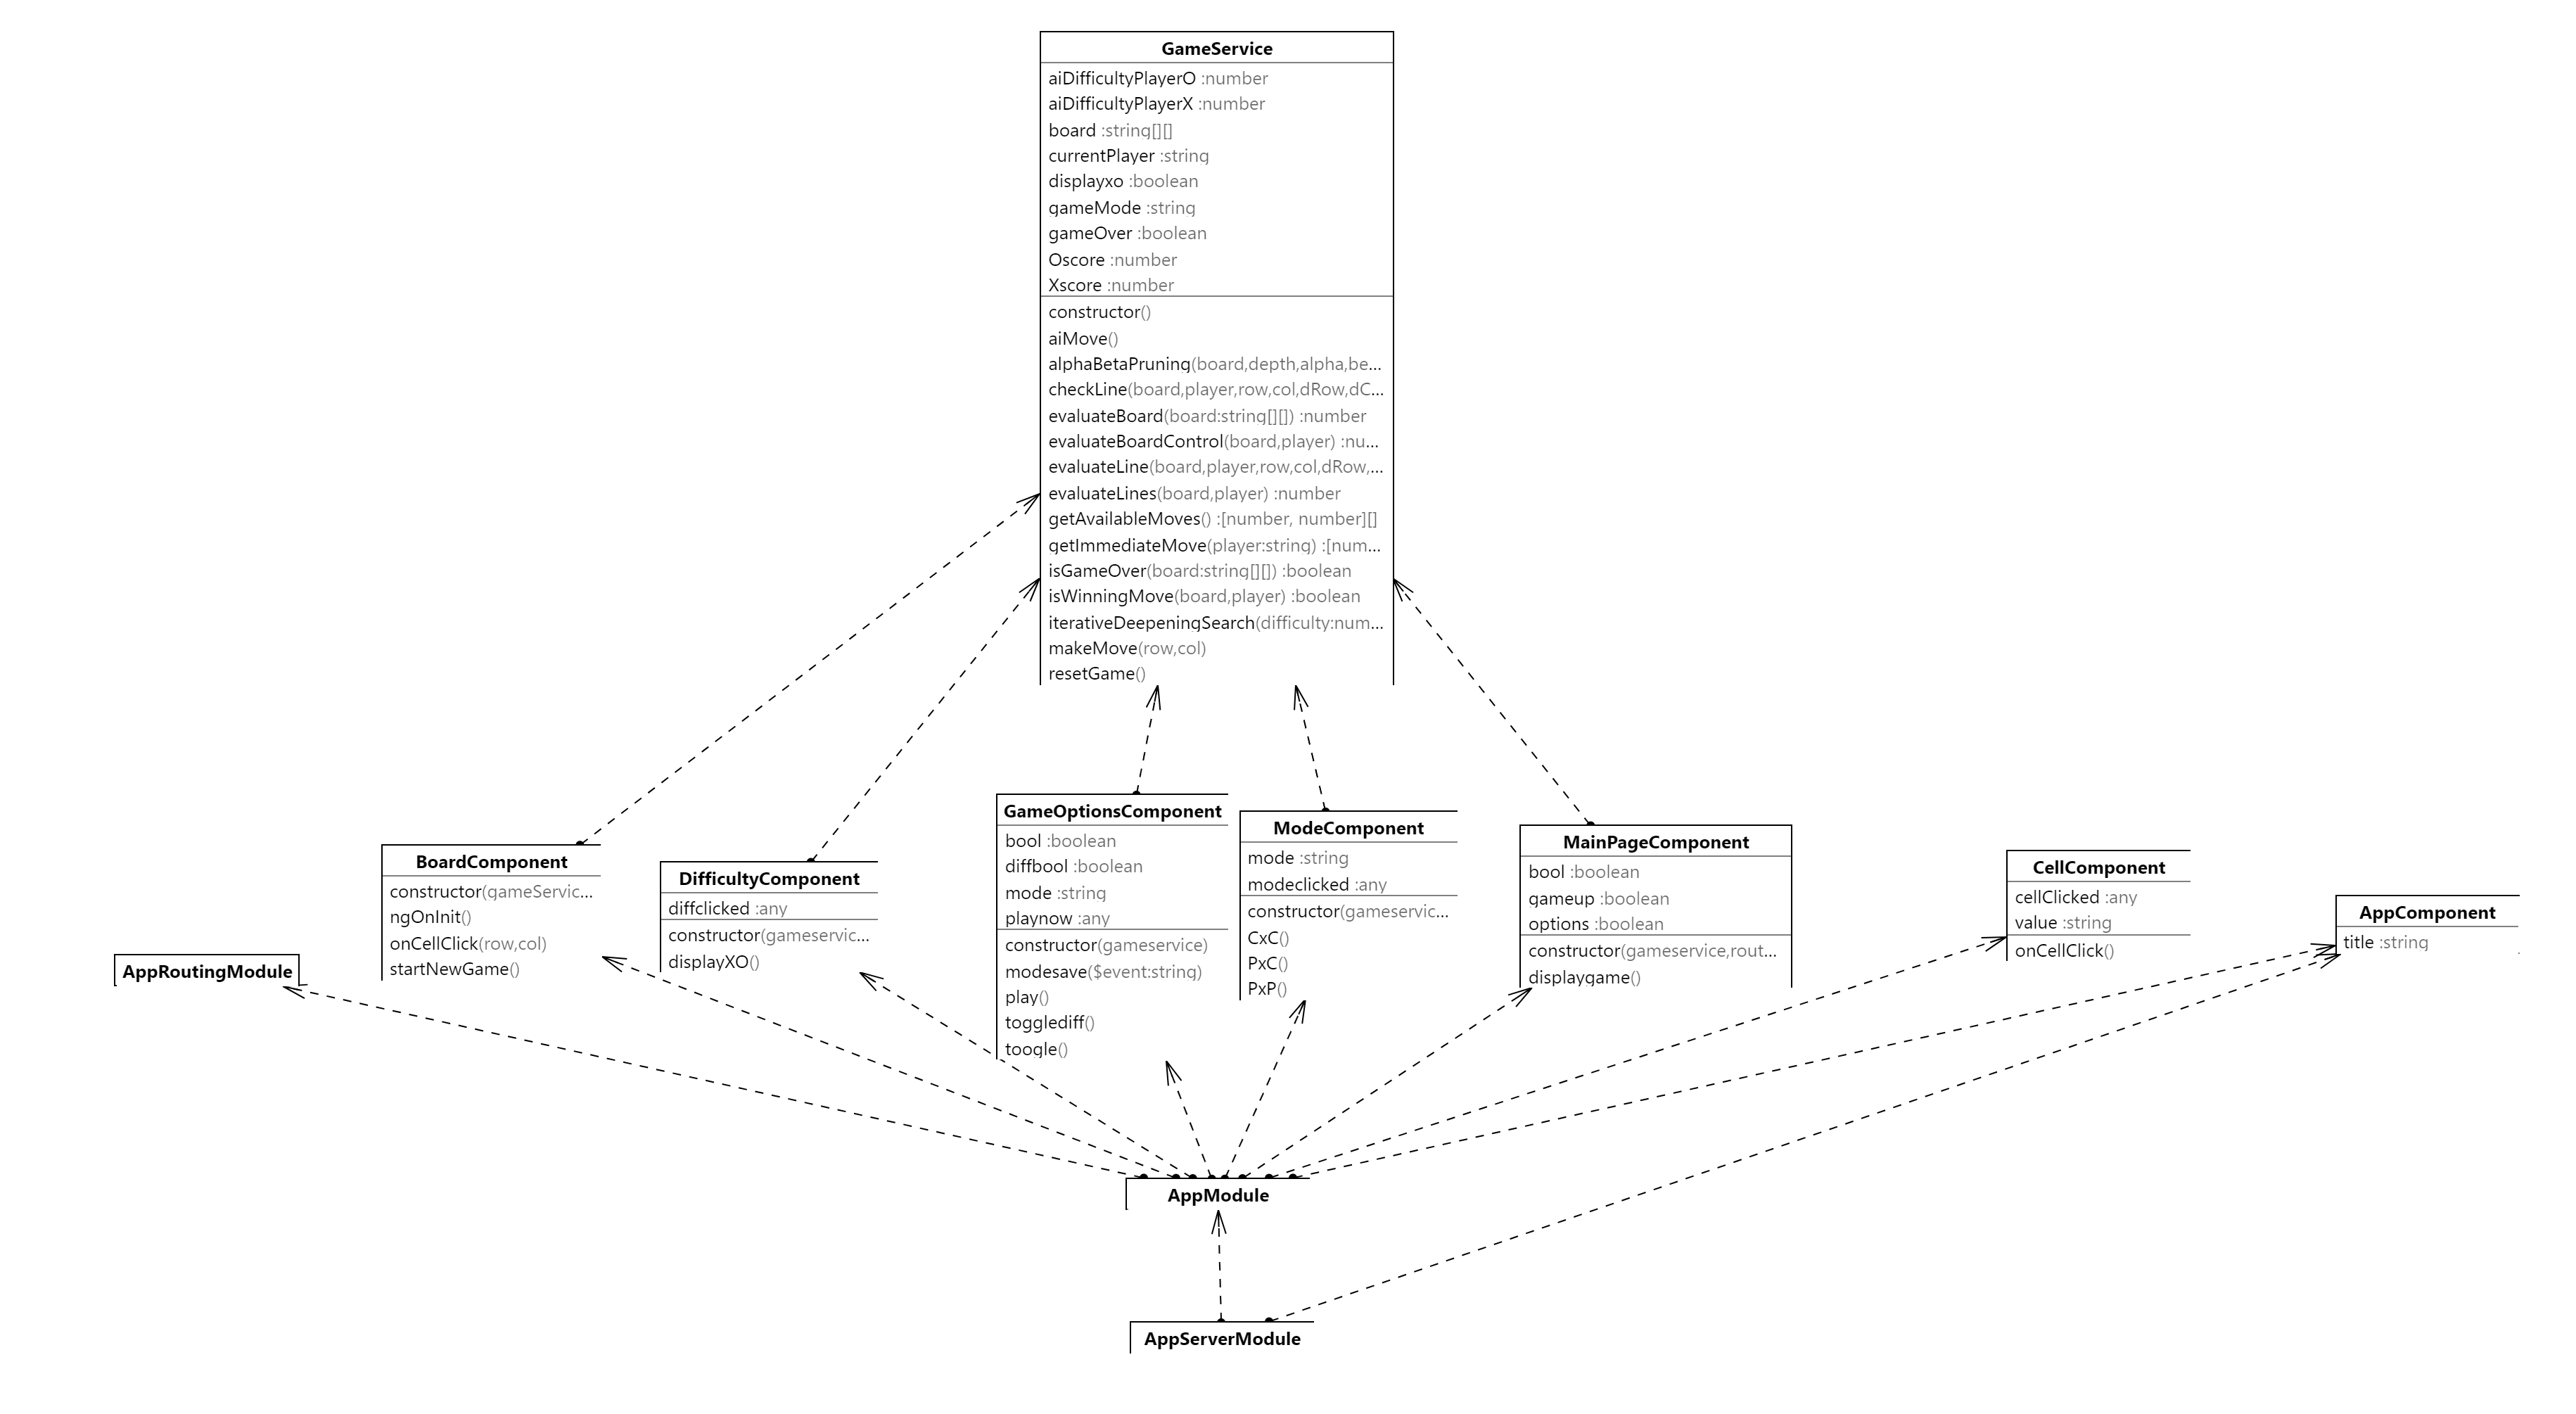 GameService
aiDifficultyPlayerO :number
aiDifficultyPlayerX :number
board :string[][]
currentPlayer :string
displayxo :boolean
gameMode :string
gameOver :boolean
Oscore :number
Xscore :number
constructor()
aiMove()
alphaBetaPruning(board,depth,alpha,be...
checkLine(board,player,row,col,dRow,dC...
evaluateBoard(board:string[][]) :number
evaluateBoardControl(board,player) :nu...
evaluateLine(board,player,row,col,dRow,...
evaluateLines(board,player) :number
getAvailableMoves() :[number, number][]
getImmediateMove(player:string) :[num...
isGameOver(board:string[][]) :boolean
isWinningMove(board,player) :boolean
iterativeDeepeningSearch(difficulty:num...
makeMove(row,col)
resetGame()
AppRoutingModule
BoardComponent
constructor(gameServic...
ngOnInit()
onCellClick(row,col)
startNewGame()
DifficultyComponent
diffclicked :any
constructor(gameservic...
displayXO()
GameOptionsComponent
bool :boolean
diffbool :boolean
mode :string
playnow :any
constructor(gameservice)
modesave($event:string)
play()
togglediff()
toogle()
ModeComponent
mode :string
modeclicked :any
constructor(gameservic...
CxC()
PxC()
PxP()
MainPageComponent
bool :boolean
gameup :boolean
options :boolean
constructor(gameservice,rout...
displaygame()
CellComponent
cellClicked :any
value :string
onCellClick()
AppComponent
title :string
AppModule
AppServerModule